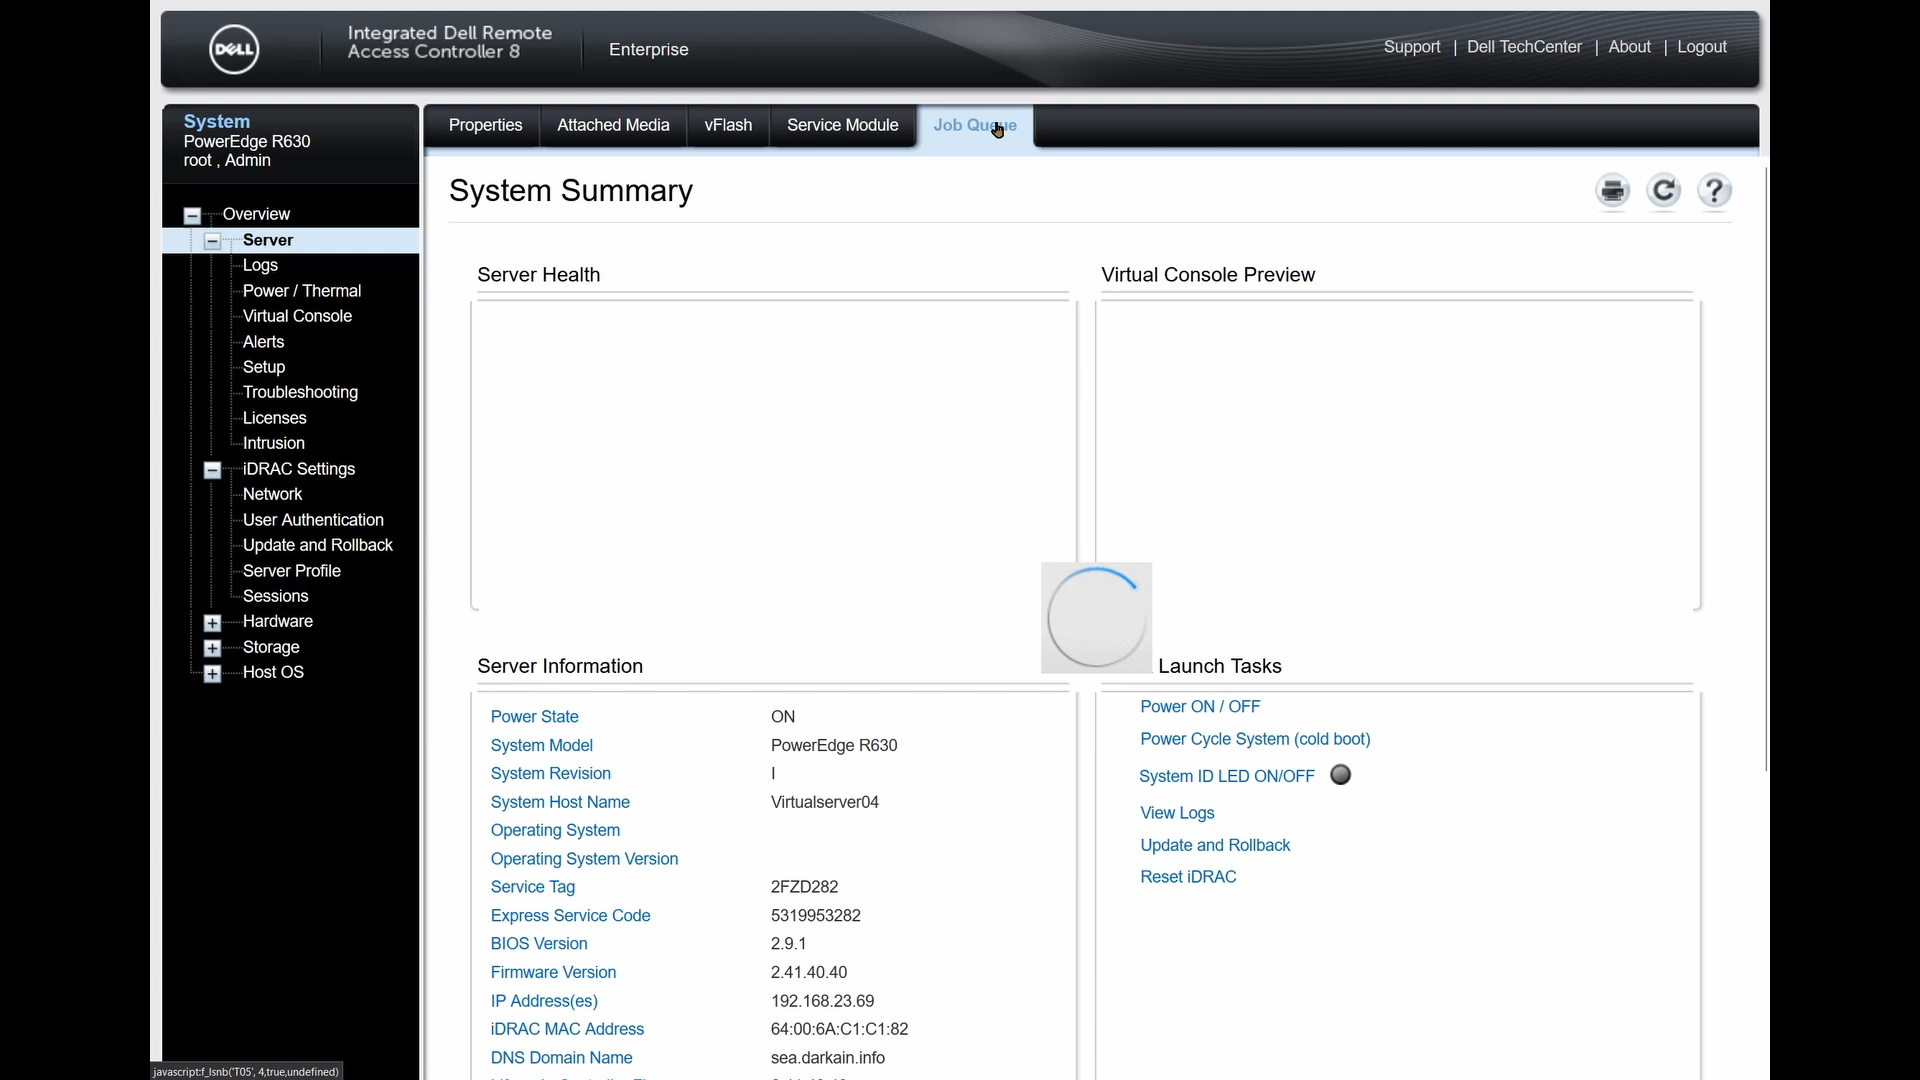 DELL
Integrated Dell Remote
Access Controller 8
Enterprise
Support | Dell TechCenter | About | Logout
System
PowerEdge R630
root , Admin
Properties
Attached Media
vFlash
Service Module
Job Queue
Overview
Server
Logs
Power / Thermal
Virtual Console
Alerts
Setup
Troubleshooting
Licenses
Intrusion
iDRAC Settings
Network
User Authentication
Update and Rollback
Server Profile
Sessions
Hardware
Storage
Host OS
System Summary
Server Health
Virtual Console Preview
Server Information
Power State ON
System Model PowerEdge R630
System Revision I
System Host Name Virtualserver04
Operating System
Operating System Version
Service Tag 2FZD282
Express Service Code 5319953282
BIOS Version 2.9.1
Firmware Version 2.41.40.40
IP Address(es) 192.168.23.69
iDRAC MAC Address 64:00:6A:C1:C1:82
DNS Domain Name sea.darkain.info
Launch Tasks
Power ON / OFF
Power Cycle System (cold boot)
System ID LED ON/OFF
View Logs
Update and Rollback
Reset iDRAC
javascript:f_lsnb('T05', 4,true,undefined)